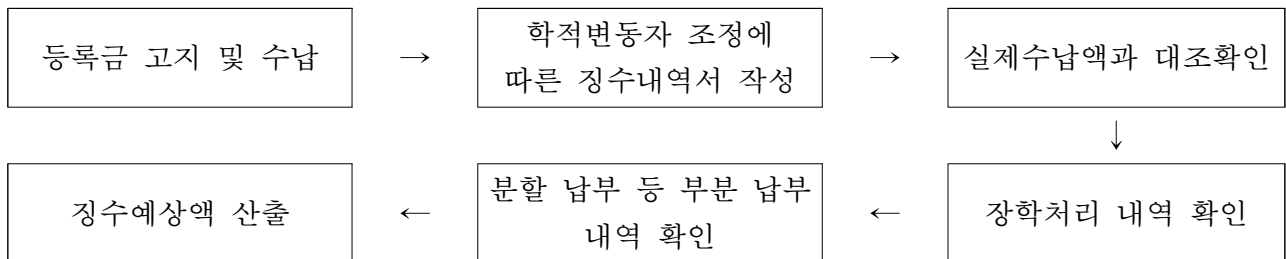 등록금 고지 및 수납
→
학적변동자 조정에
따른 징수내역서 작성
→
실제수납액과 대조확인
↓
장학처리 내역 확인
←
분할 납부 등 부분 납부
내역 확인
←
징수예상액 산출